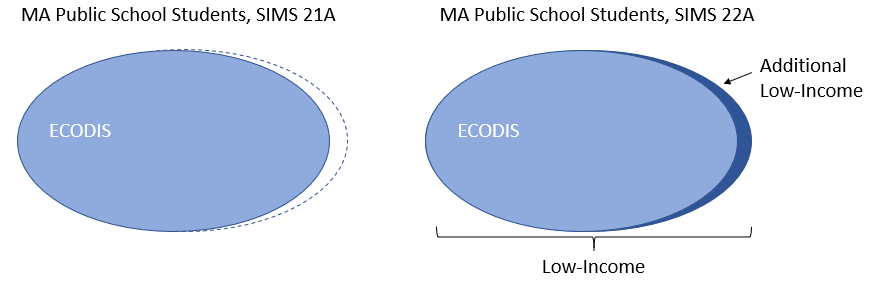 MA Public School Students, SIMS 21A
MA Public School Students, SIMS 22A
ECODIS
ECODIS
Additional
Low-Income
Low-Income